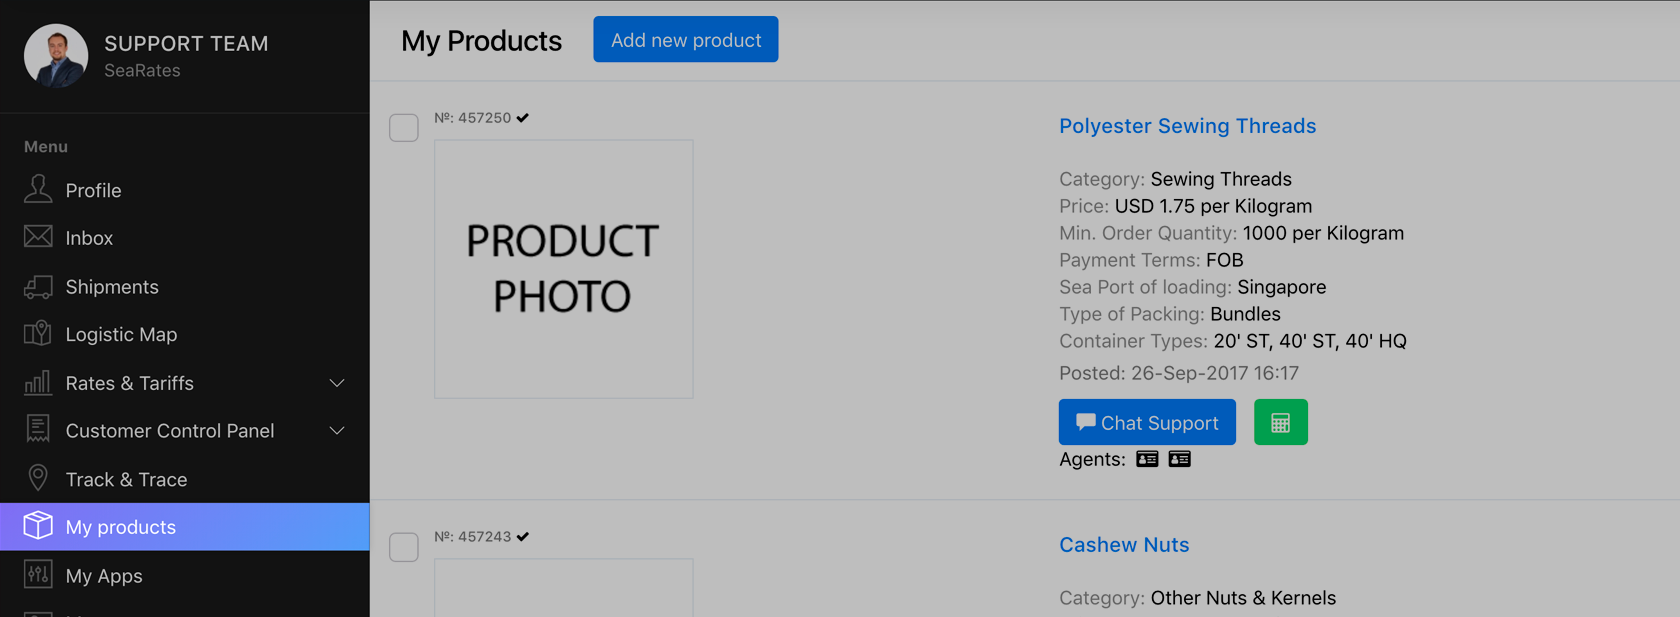 SUPPORT TEAM
SeaRates
Menu
Profile
Inbox
Shipments
Logistic Map
Rates & Tariffs
Customer Control Panel
Track & Trace
My products
My Apps
My Products
Add new product
№: 457250
PRODUCT
PHOTO
Polyester Sewing Threads
Category: Sewing Threads
Price: USD 1.75 per Kilogram
Min. Order Quantity: 1000 per Kilogram
Payment Terms: FOB
Sea Port of loading: Singapore
Type of Packing: Bundles
Container Types: 20' ST, 40' ST, 40' HQ
Posted: 26-Sep-2017 16:17
Chat Support
Agents:
№: 457243
Cashew Nuts
Category: Other Nuts & Kernels